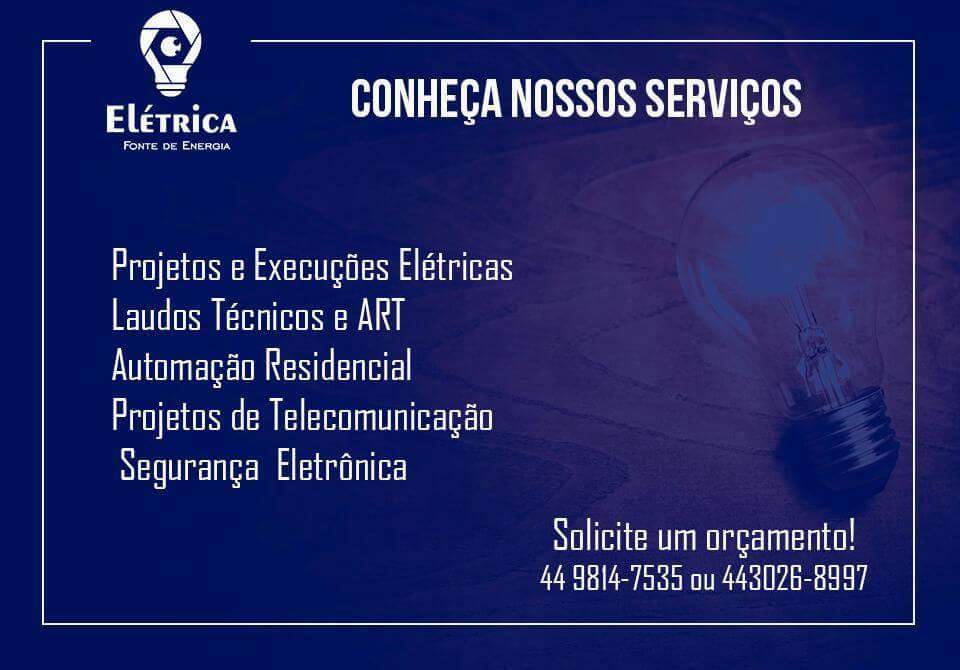 Elétrica
Fonte de Energia
CONHEÇA NOSSOS SERVIÇOS
Projetos e Execuções Elétricas
Laudos Técnicos e ART
Automação Residencial
Projetos de Telecomunicação
Segurança Eletrônica
Solicite um orçamento!
44 9814-7535 ou 443026-8997